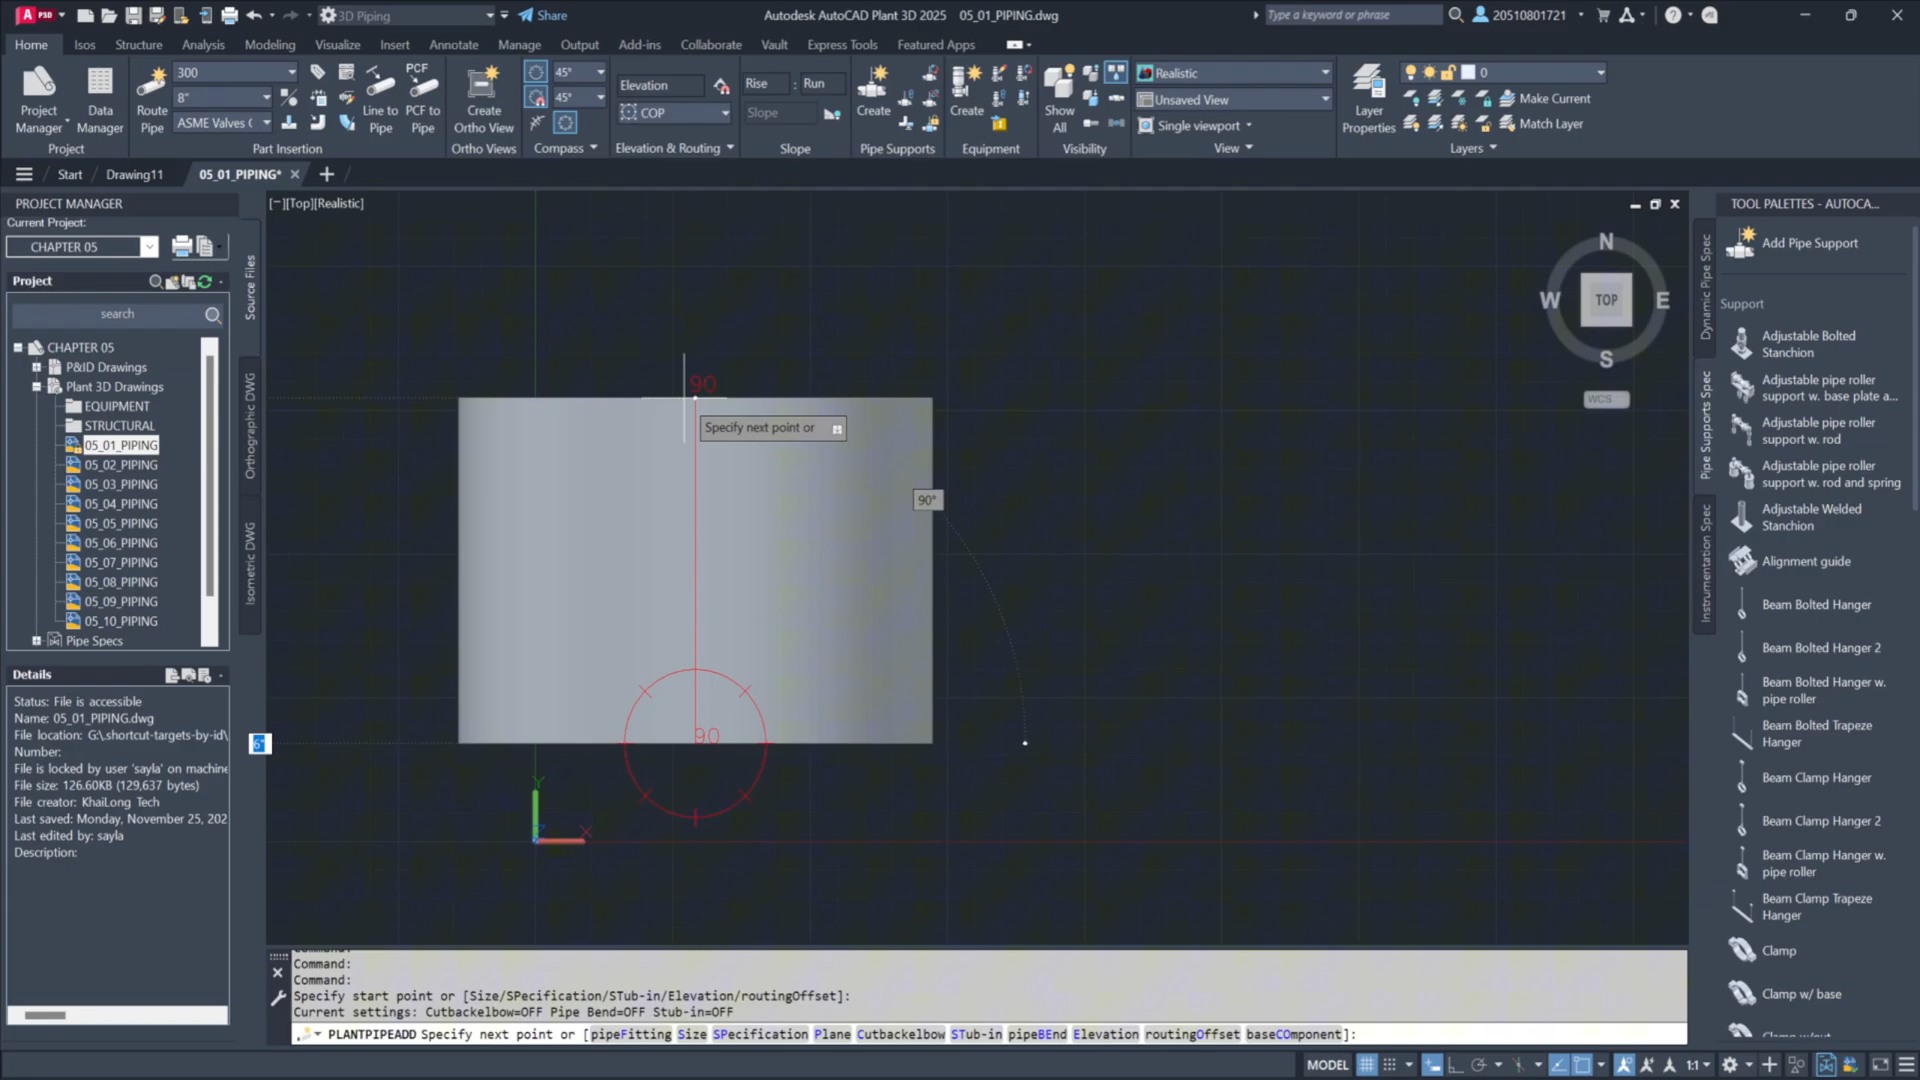 A P3D
3D Piping
Share
Autodesk AutoCAD Plant 3D 2025 05_01_PIPING.dwg
Type a keyword or phrase
20510801721
Home Isos Structure Analysis Modeling Visualize Insert Annotate Manage Output Add-ins Collaborate Vault Express Tools Featured Apps
Project Manager
Data Manager
Project
Route Pipe
300
8"
ASME Valves (
Line to Pipe
PCF
PCF to Pipe
Part Insertion
Create Ortho View
Ortho Views
45°
45°
Compass
Elevation
COP
Elevation & Routing
Rise : Run
Slope
Slope
Create
Pipe Supports
Create
Equipment
Show All
Visibility
Realistic
Unsaved View
Single viewport
View
Layer Properties
0
Make Current
Match Layer
Layers
Start
Drawing11
05_01_PIPING*
PROJECT MANAGER
Current Project:
CHAPTER 05
Project
search
CHAPTER 05
P&ID Drawings
Plant 3D Drawings
EQUIPMENT
STRUCTURAL
05_01_PIPING
05_02_PIPING
05_03_PIPING
05_04_PIPING
05_05_PIPING
05_06_PIPING
05_07_PIPING
05_08_PIPING
05_09_PIPING
05_10_PIPING
Pipe Specs
Source Files
Orthographic DWG
Isometric DWG
Details
Status: File is accessible
Name: 05_01_PIPING.dwg
File location: G:\.shortcut-targets-by-id\
Number:
File is locked by user 'sayla' on machine
File size: 126.60KB (129,637 bytes)
File creator: KhaiLong Tech
Last saved: Monday, November 25, 202
Last edited by: sayla
Description:
[−][Top][Realistic]
90
Specify next point or
90°
90
6"
Y
X
N
W TOP E
S
WCS
Command:
Command:
Command:
Specify start point or [Size/SPecification/STub-in/Elevation/routingOffset]:
Current settings: Cutbackelbow=OFF Pipe Bend=OFF Stub-in=OFF
PLANTPIPEADD Specify next point or [pipeFitting Size SPecification Plane Cutbackelbow STub-in pipeBEnd Elevation routingOffset baseCOmponent]:
TOOL PALETTES - AUTOCA...
Dynamic Pipe Spec
Pipe Supports Spec
Instrumentation Spec
Add Pipe Support
Support
Adjustable Bolted Stanchion
Adjustable pipe roller support w. base plate a...
Adjustable pipe roller support w. rod
Adjustable pipe roller support w. rod and spring
Adjustable Welded Stanchion
Alignment guide
Beam Bolted Hanger
Beam Bolted Hanger 2
Beam Bolted Hanger w. pipe roller
Beam Bolted Trapeze Hanger
Beam Clamp Hanger
Beam Clamp Hanger 2
Beam Clamp Hanger w. pipe roller
Beam Clamp Trapeze Hanger
Clamp
Clamp w/ base
MODEL
1:1